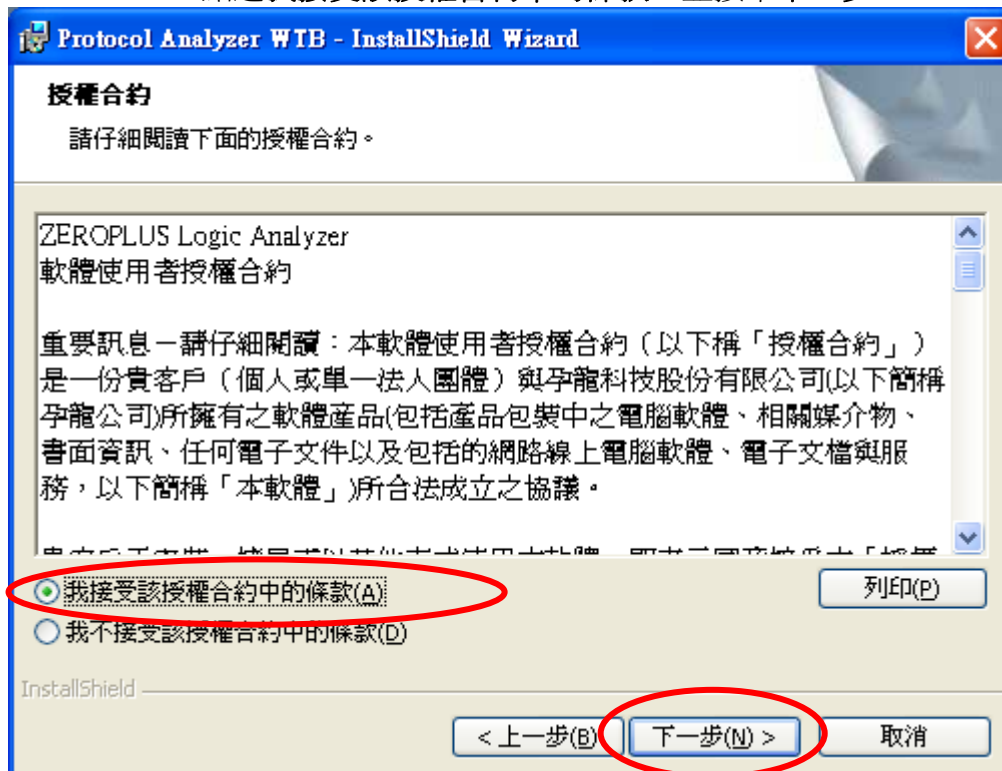 Protocol Analyzer WTB - InstallShield Wizard
授權合約
請仔細閱讀下面的授權合約。
ZEROPLUS Logic Analyzer
軟體使用者授權合約
重要訊息－請仔細閱讀：本軟體使用者授權合約（以下稱「授權合約」）
是一份貴客戶（個人或單一法人團體）與孕龍科技股份有限公司(以下簡稱
孕龍公司)所擁有之軟體產品(包括產品包裝中之電腦軟體、相關媒介物、
書面資訊、任何電子文件以及包括的網路線上電腦軟體、電子文檔與服
務，以下簡稱「本軟體」)所合法成立之協議。
我接受該授權合約中的條款(A)
列印(P)
我不接受該授權合約中的條款(D)
InstallShield
< 上一步(B)
下一步(N) >
取消